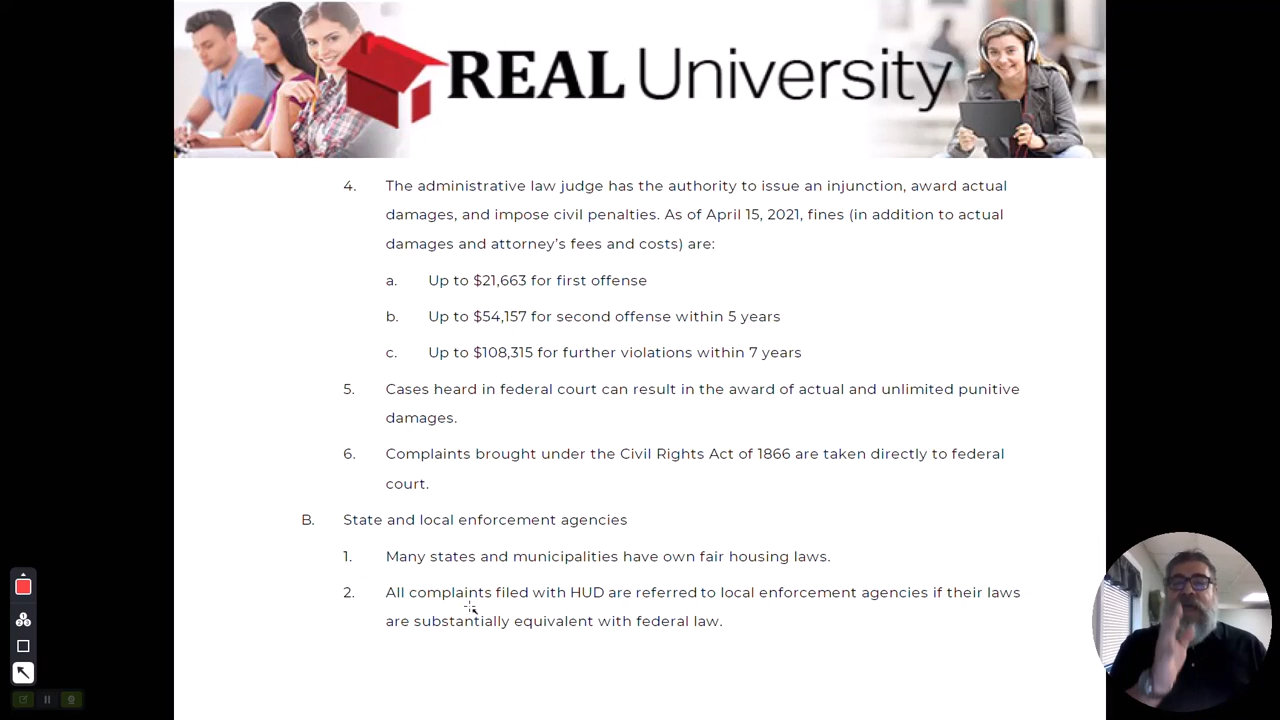 REAL University
4. The administrative law judge has the authority to issue an injunction, award actual
damages, and impose civil penalties. As of April 15, 2021, fines (in addition to actual
damages and attorney’s fees and costs) are:
a. Up to $21,663 for first offense
b. Up to $54,157 for second offense within 5 years
c. Up to $108,315 for further violations within 7 years
5. Cases heard in federal court can result in the award of actual and unlimited punitive
damages.
6. Complaints brought under the Civil Rights Act of 1866 are taken directly to federal
court.
B. State and local enforcement agencies
1. Many states and municipalities have own fair housing laws.
2. All complaints filed with HUD are referred to local enforcement agencies if their laws
are substantially equivalent with federal law.